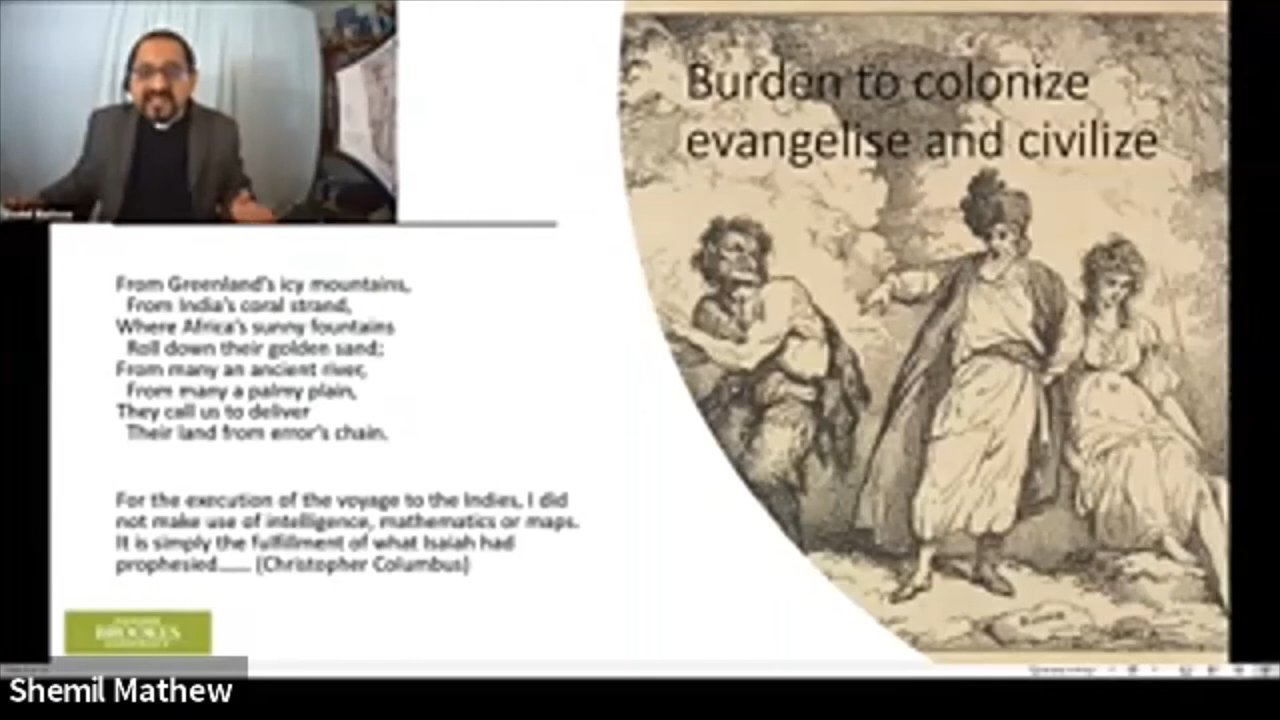 Burden to colonize
evangelise and civilize
From Greenland's icy mountains,
From India's coral strand,
Where Africa's sunny fountains
Roll down their golden sand;
From many an ancient river,
From many a palmy plain,
They call us to deliver
Their land from error's chain.
For the execution of the voyage to the Indies, I did
not make use of intelligence, mathematics or maps.
It is simply the fulfillment of what Isaiah had
prophesied...... (Christopher Columbus)
BROOKES
Shemil Mathew